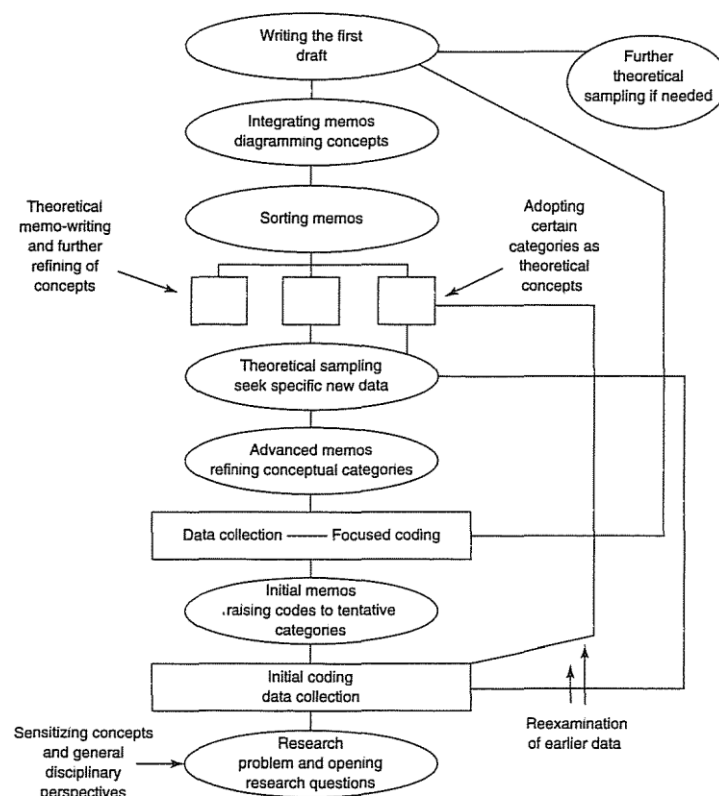 Writing the first
draft
Further
theoretical
sampling if needed
Integrating memos
diagramming concepts
Theoretical
memo-writing
and further
refining of
concepts
Sorting memos
Adopting
certain
categories as
theoretical
concepts
Theoretical sampling
seek specific new data
Advanced memos
refining conceptual categories
Data collection
Focused coding
Initial memos
raising codes to tentative
categories
Initial coding
data collection
Reexamination
of earlier data
Sensitizing concepts
and general
disciplinary
perspectives
Research
problem and opening
research questions